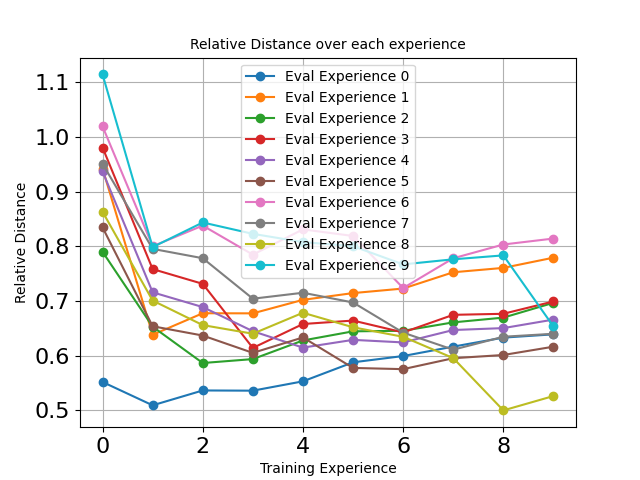 Relative Distance over each experience
Relative Distance
1.1
1.0
0.9
0.8
0.7
0.6
0.5
Eval Experience 0
Eval Experience 1
Eval Experience 2
Eval Experience 3
Eval Experience 4
Eval Experience 5
Eval Experience 6
Eval Experience 7
Eval Experience 8
Eval Experience 9
0 2 4 6 8
Training Experience